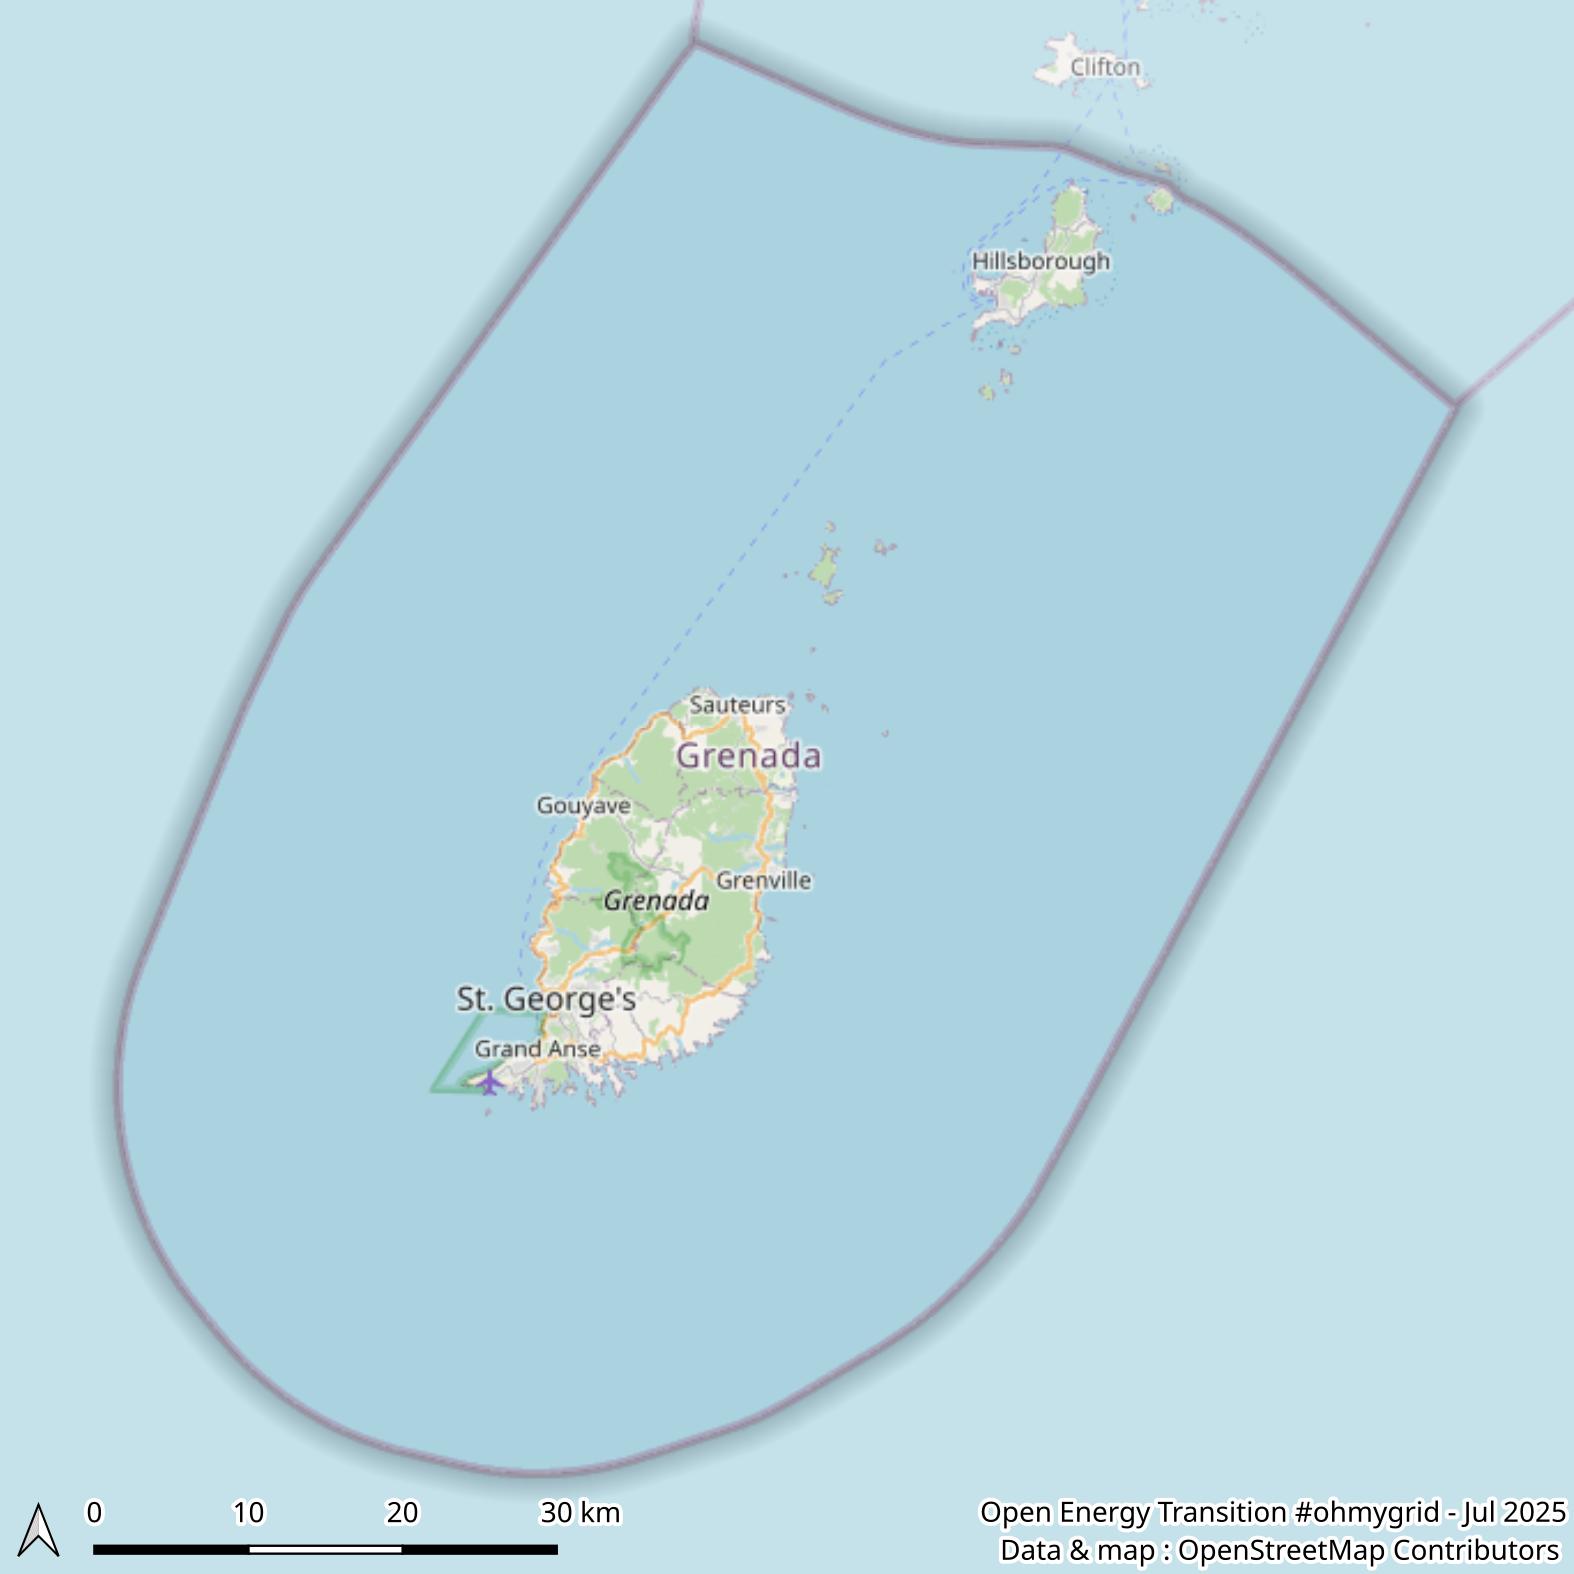 Clifton
Hillsborough
Sauteurs
Grenada
Gouyave
Grenville
Grenada
St. George's
Grand Anse
0 10 20 30 km
Open Energy Transition #ohmygrid - Jul 2025
Data & map : OpenStreetMap Contributors